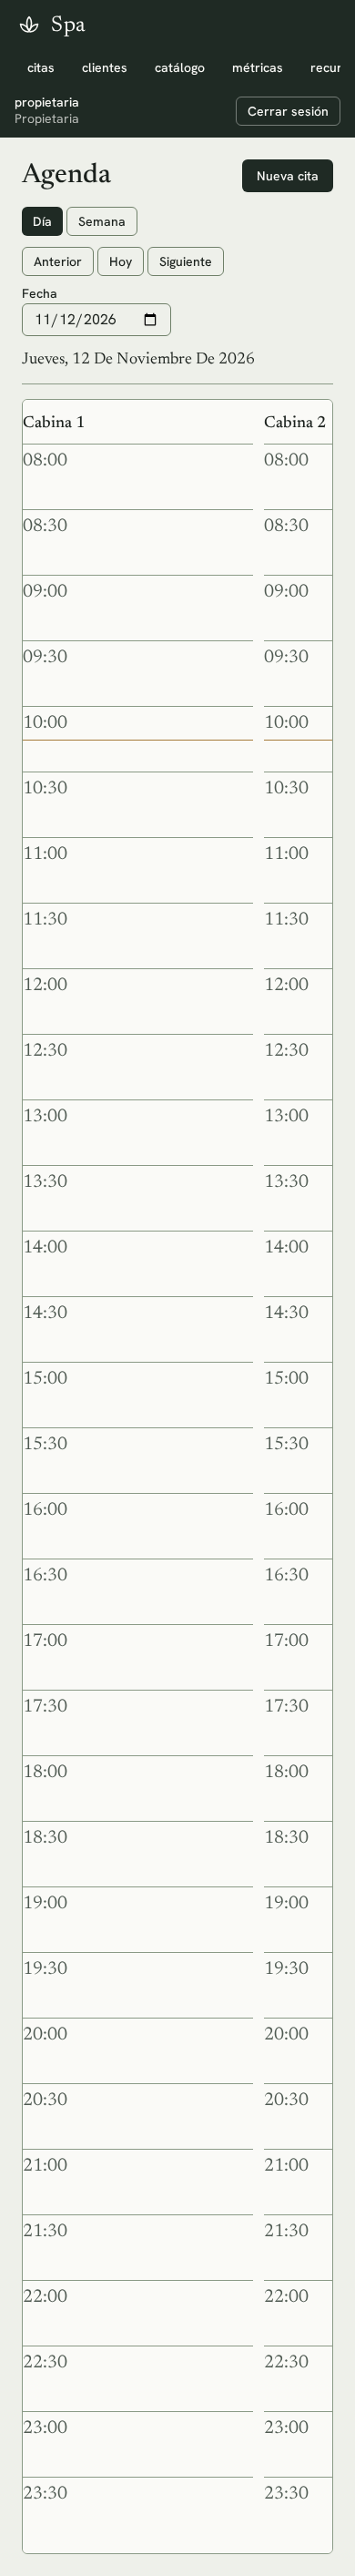 Spa
citas clientes catálogo métricas recur
propietaria
Propietaria
Cerrar sesión
Agenda
Nueva cita
Día Semana
Anterior Hoy Siguiente
Fecha
11/12/2026
Jueves, 12 De Noviembre De 2026
Cabina 1 Cabina 2
08:00 08:00
08:30 08:30
09:00 09:00
09:30 09:30
10:00 10:00
10:30 10:30
11:00 11:00
11:30 11:30
12:00 12:00
12:30 12:30
13:00 13:00
13:30 13:30
14:00 14:00
14:30 14:30
15:00 15:00
15:30 15:30
16:00 16:00
16:30 16:30
17:00 17:00
17:30 17:30
18:00 18:00
18:30 18:30
19:00 19:00
19:30 19:30
20:00 20:00
20:30 20:30
21:00 21:00
21:30 21:30
22:00 22:00
22:30 22:30
23:00 23:00
23:30 23:30